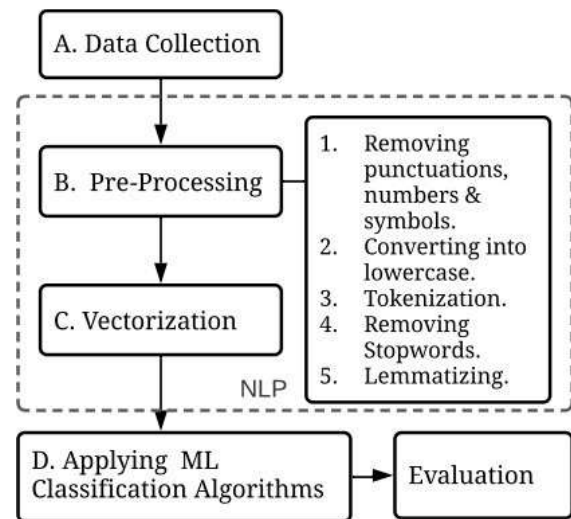 A. Data Collection
B. Pre-Processing
1. Removing
punctuations,
numbers &
symbols.
2. Converting into
lowercase.
3. Tokenization.
4. Removing
Stopwords.
5. Lemmatizing.
C. Vectorization
NLP
D. Applying ML
Classification Algorithms
Evaluation